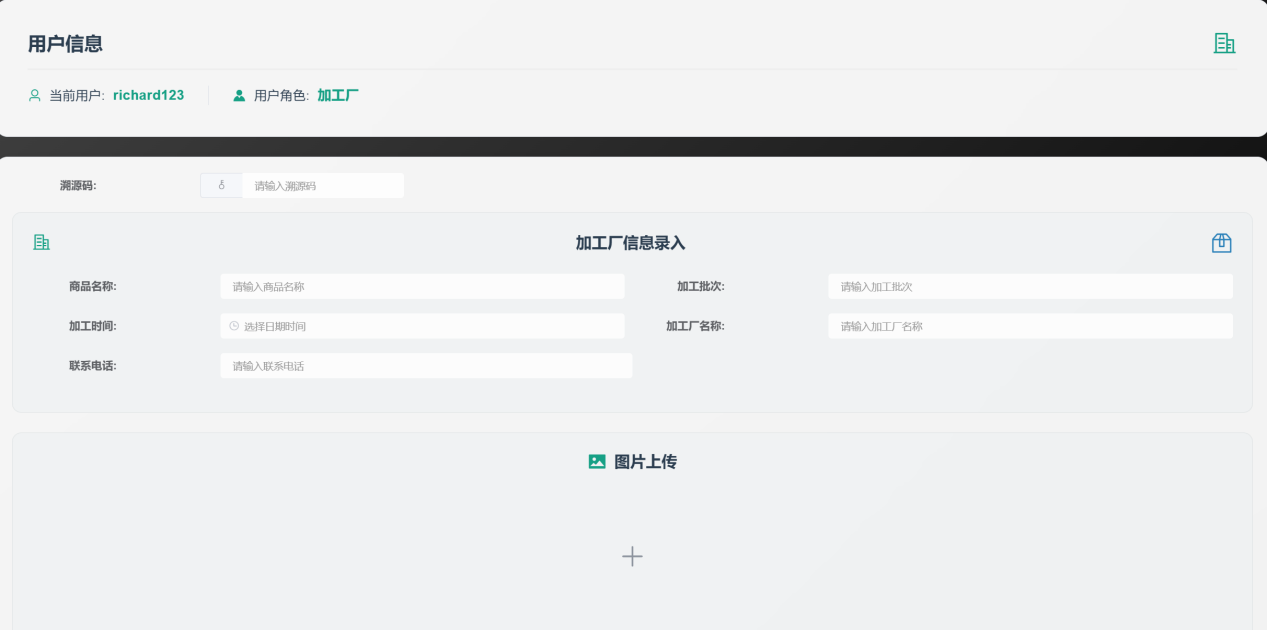 用户信息
当前用户: richard123 用户角色: 加工厂
溯源码: 请输入溯源码
加工厂信息录入
商品名称: 请输入商品名称 加工批次: 请输入加工批次
加工时间: 选择日期时间 加工厂名称: 请输入加工厂名称
联系电话: 请输入联系电话
图片上传